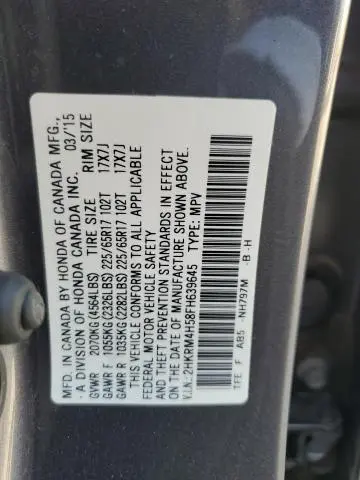 MFD. IN CANADA BY HONDA OF CANADA MFG.,
A DIVISION OF HONDA CANADA INC. 03/'15
GVWR 2070KG (4564LBS) TIRE SIZE RIM SIZE
GAWR F 1055KG (2326LBS) 225/65R17 102T 17X7J
GAWR R 1035KG (2282LBS) 225/65R17 102T 17X7J
THIS VEHICLE CONFORMS TO ALL APPLICABLE
FEDERAL MOTOR VEHICLE SAFETY
AND THEFT PREVENTION STANDARDS IN EFFECT
ON THE DATE OF MANUFACTURE SHOWN ABOVE.
V.I.N.:2HKRM4H58FH639645 TYPE: MPV
TFE F AB5 -NH797M -B -H